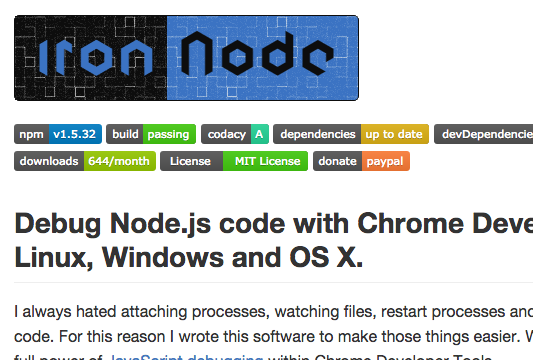 Iron Node
npm v1.5.32 build passing codacy A dependencies up to date
downloads 644/month License MIT License donate paypal
Debug Node.js code with Chrome
Linux, Windows and OS X.
I always hated attaching processes, watching files, restart processes and
code. For this reason I wrote this software to make those things easier.
full power of JavaScript debugging within Chrome Developer Tools